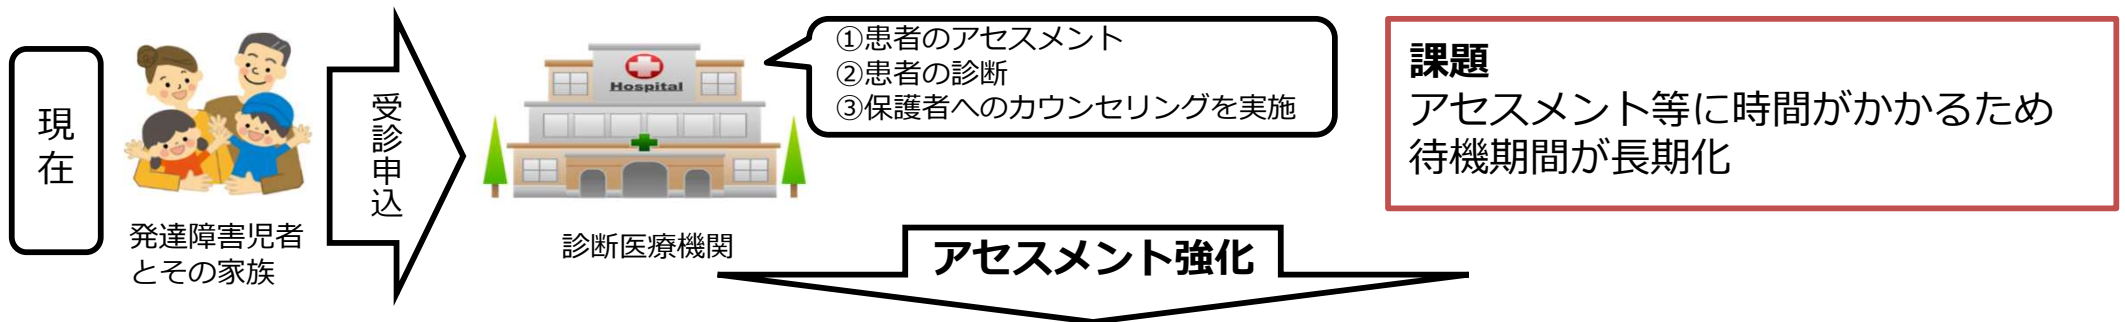 現在
発達障害児者
とその家族
受診申込
Hospital
診断医療機関
①患者のアセスメント
②患者の診断
③保護者へのカウンセリングを実施
課題
アセスメント等に時間がかかるため
待機期間が長期化
アセスメント強化